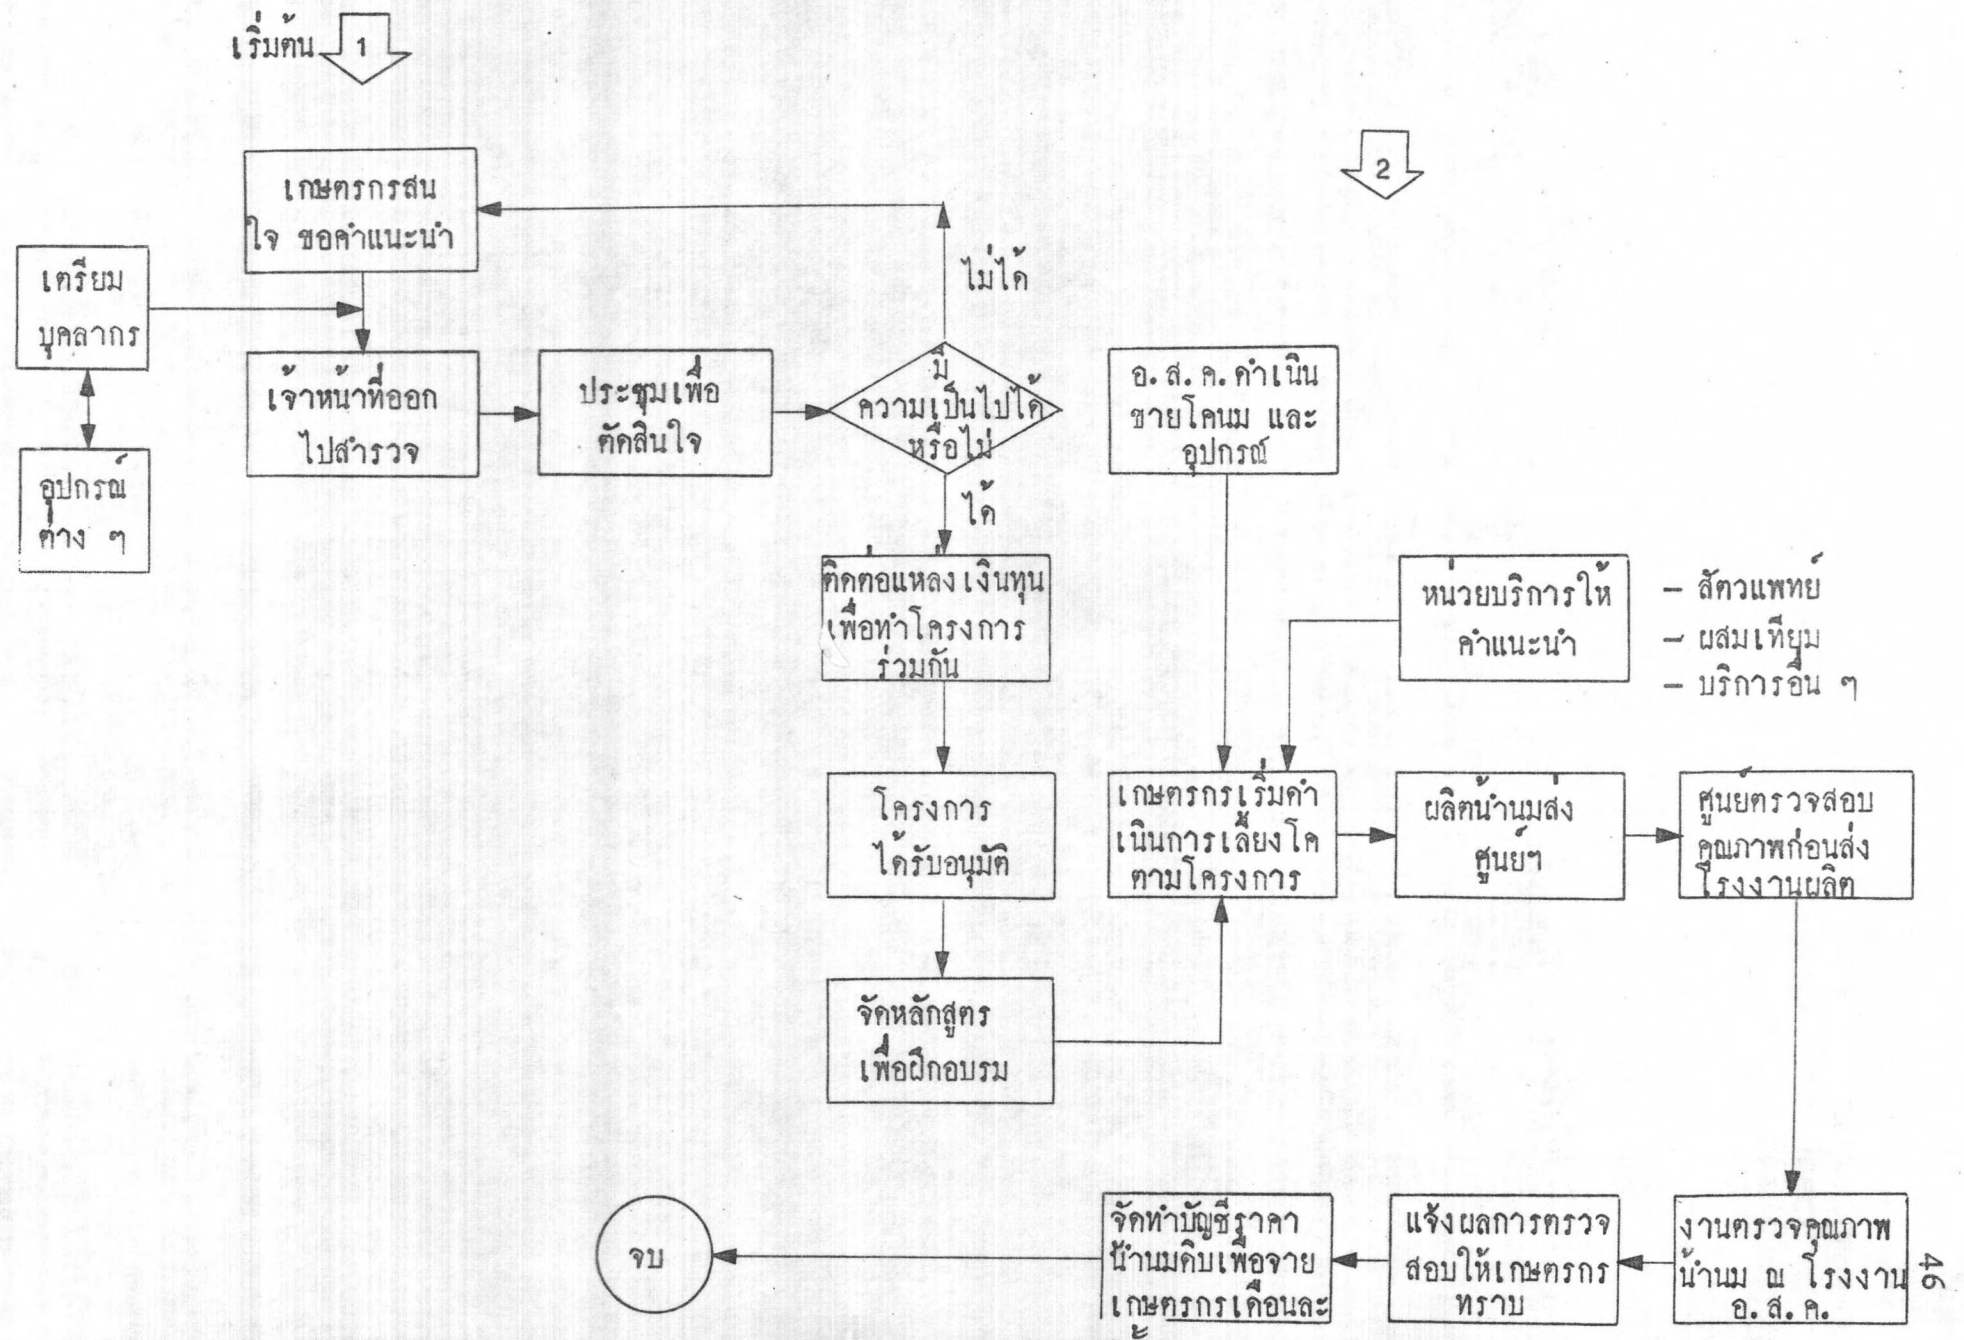 เริ่มต้น 1
2
เกษตรกรสน
ใจ ขอคำแนะนำ
เตรียม
บุคลากร
อุปกรณ์
ต่าง ๆ
เจ้าหน้าที่ออก
ไปสำรวจ
ประชุมเพื่อ
ตัดสินใจ
มี
ความเป็นไปได้
หรือไม่
ไม่ได้
ได้
ติดต่อแหล่งเงินทุน
เพื่อทำโครงการ
ร่วมกัน
โครงการ
ได้รับอนุมัติ
จัดหลักสูตร
เพื่อฝึกอบรม
อ.ส.ค.ดำเนิน
ขายโคนม และ
อุปกรณ์
หน่วยบริการให้
คำแนะนำ
- สัตวแพทย์
- ผสมเทียม
- บริการอื่น ๆ
เกษตรกรเริ่มดำ
เนินการเลี้ยงโค
ตามโครงการ
ผลิตน้ำนมส่ง
ศูนย์ฯ
ศูนย์ตรวจสอบ
คุณภาพก่อนส่ง
โรงงานผลิต
งานตรวจคุณภาพ
น้ำนม ณ โรงงาน
อ.ส.ค.
แจ้งผลการตรวจ
สอบให้เกษตรกร
ทราบ
จัดทำบัญชีราคา
น้ำนมดิบเพื่อจาย
เกษตรกรเดือนละ
จบ
46